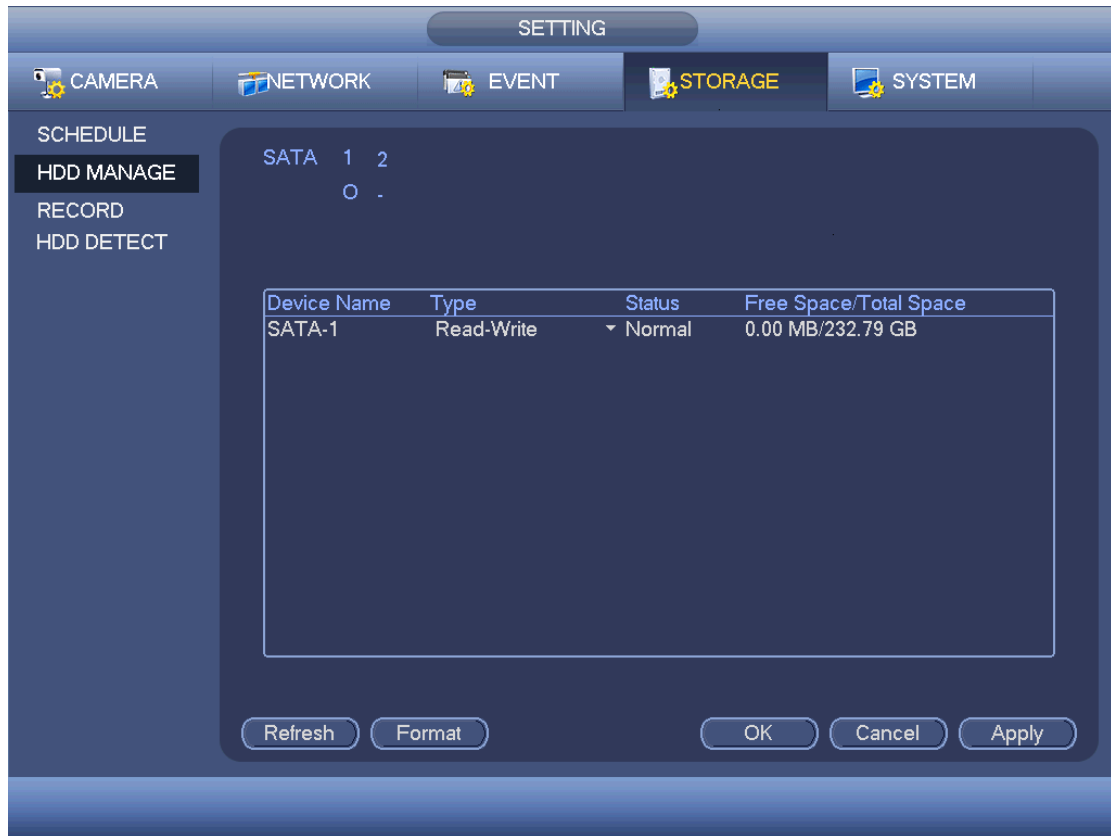 SETTING
CAMERA NETWORK EVENT STORAGE SYSTEM
SCHEDULE
HDD MANAGE
RECORD
HDD DETECT
SATA 1 2
O -
Device Name Type Status Free Space/Total Space
SATA-1 Read-Write Normal 0.00 MB/232.79 GB
Refresh Format OK Cancel Apply